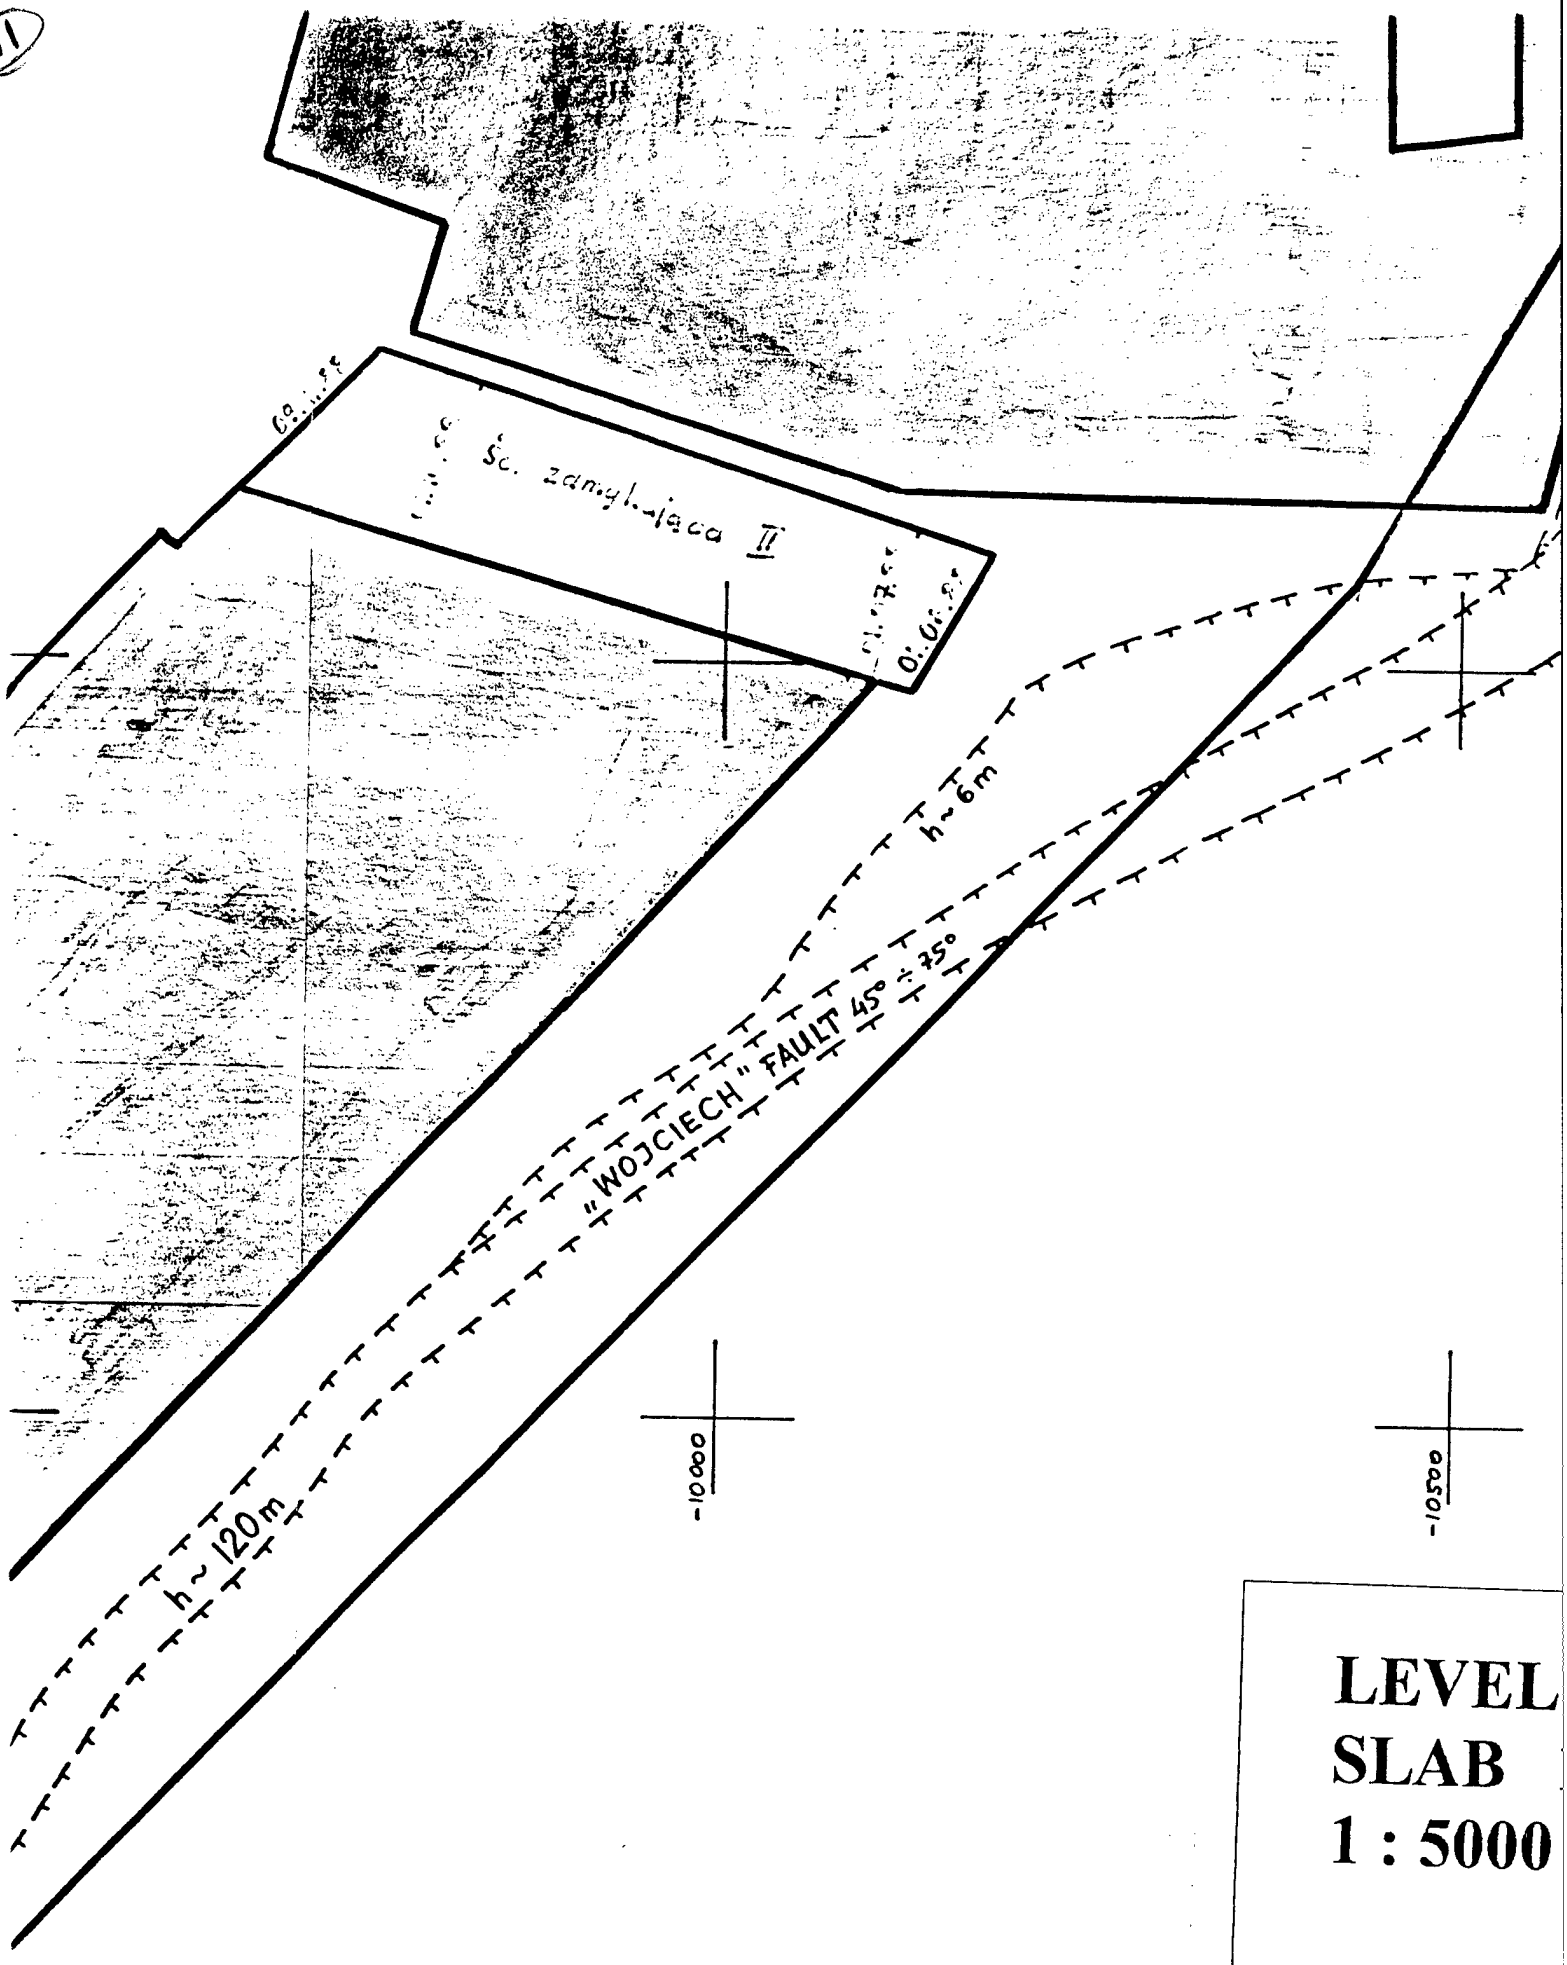 Śc. zamykająca II
h ~ 6m
„WOJCIECH" FAULT 45° ÷ 75°
h ~ 120m
-10000
-10500
LEVEL
SLAB
1 : 5000